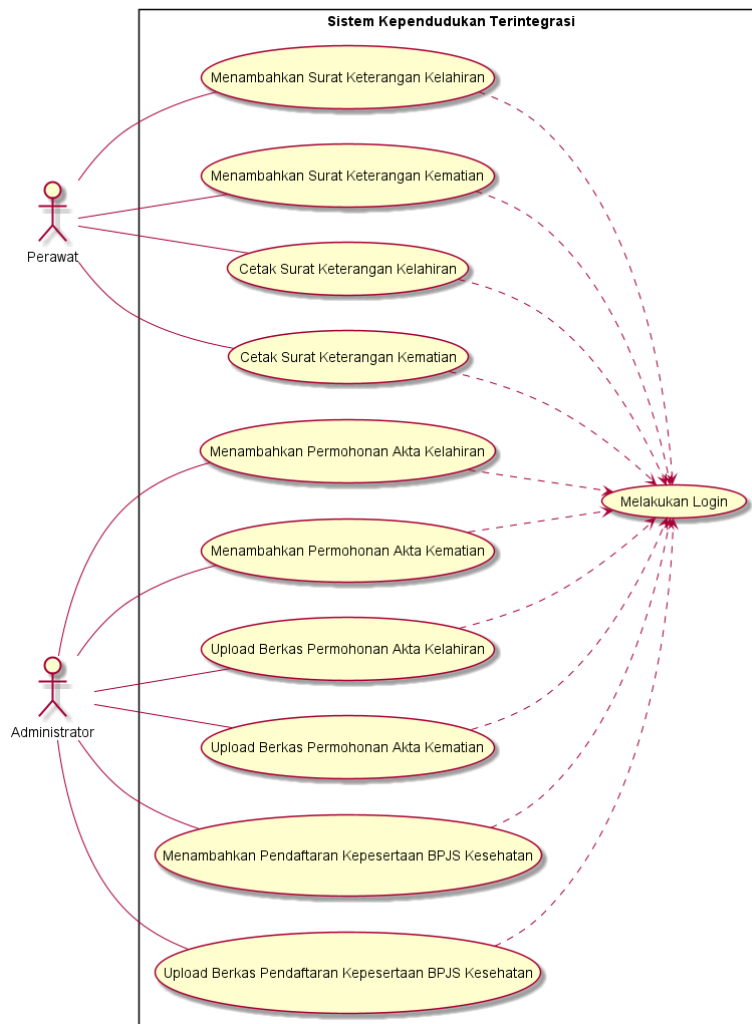 Sistem Kependudukan Terintegrasi
Menambahkan Surat Keterangan Kelahiran
Menambahkan Surat Keterangan Kematian
Perawat
Cetak Surat Keterangan Kelahiran
Cetak Surat Keterangan Kematian
Menambahkan Permohonan Akta Kelahiran
Melakukan Login
Menambahkan Permohonan Akta Kematian
Upload Berkas Permohonan Akta Kelahiran
Administrator
Upload Berkas Permohonan Akta Kematian
Menambahkan Pendaftaran Kepesertaan BPJS Kesehatan
Upload Berkas Pendaftaran Kepesertaan BPJS Kesehatan